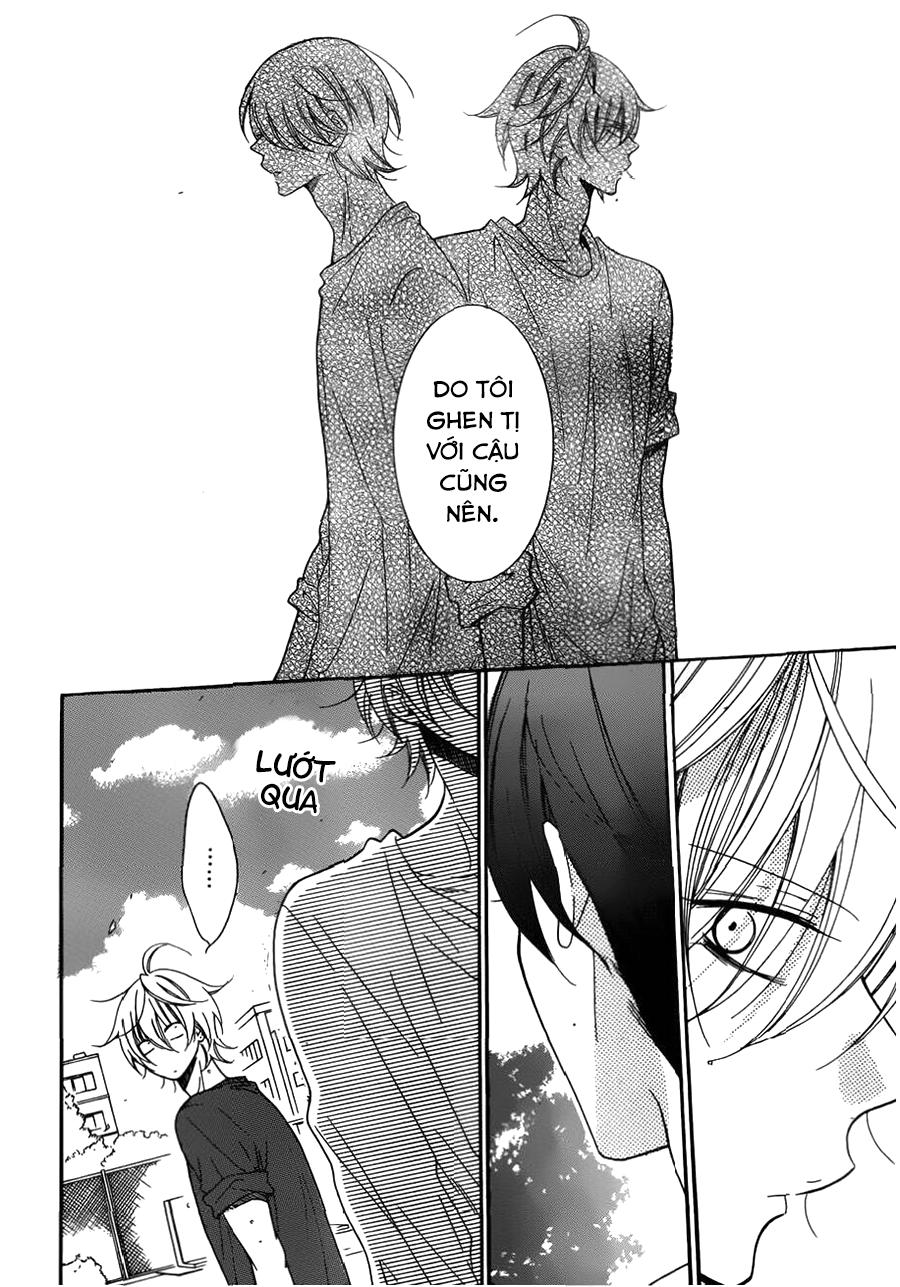 DO TÔI
GHEN TỊ
VỚI CẬU
CŨNG
NÊN.
LƯỚT
QUA
......